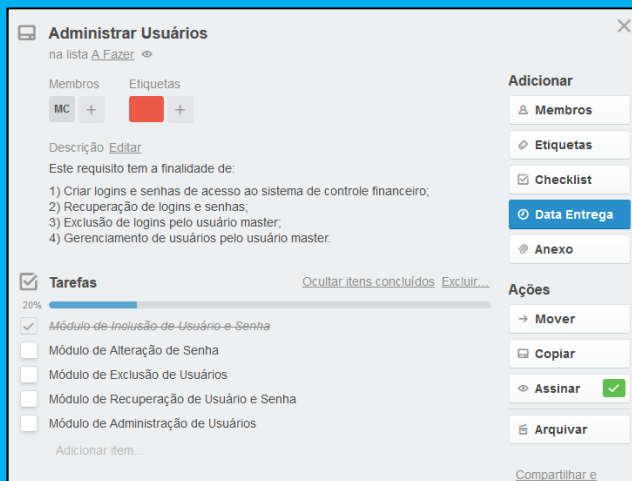 Administrar Usuários
na lista A Fazer
Membros Etiquetas
MC +  +
Descrição Editar
Este requisito tem a finalidade de:
1) Criar logins e senhas de acesso ao sistema de controle financeiro;
2) Recuperação de logins e senhas;
3) Exclusão de logins pelo usuário master;
4) Gerenciamento de usuários pelo usuário master.
Tarefas Ocultar itens concluídos Excluir...
20%
Módulo de Inclusão de Usuário e Senha
Módulo de Alteração de Senha
Módulo de Exclusão de Usuários
Módulo de Recuperação de Usuário e Senha
Módulo de Administração de Usuários
Adicionar item...
Adicionar
Membros
Etiquetas
Checklist
Data Entrega
Anexo
Ações
Mover
Copiar
Assinar
Arquivar
Compartilhar e